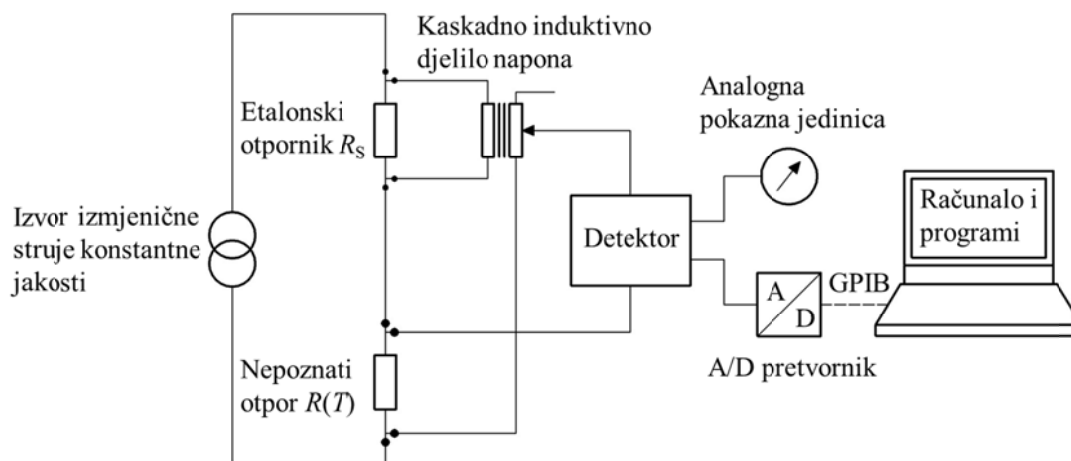 Kaskadno induktivno
djelilo napona
Etalonski
otpornik R_S
Analogna
pokazna jedinica
Izvor izmjenične
struje konstantne
jakosti
Detektor
Računalo i
programi
A
D
GPIB
A/D pretvornik
Nepoznati
otpor R(T)